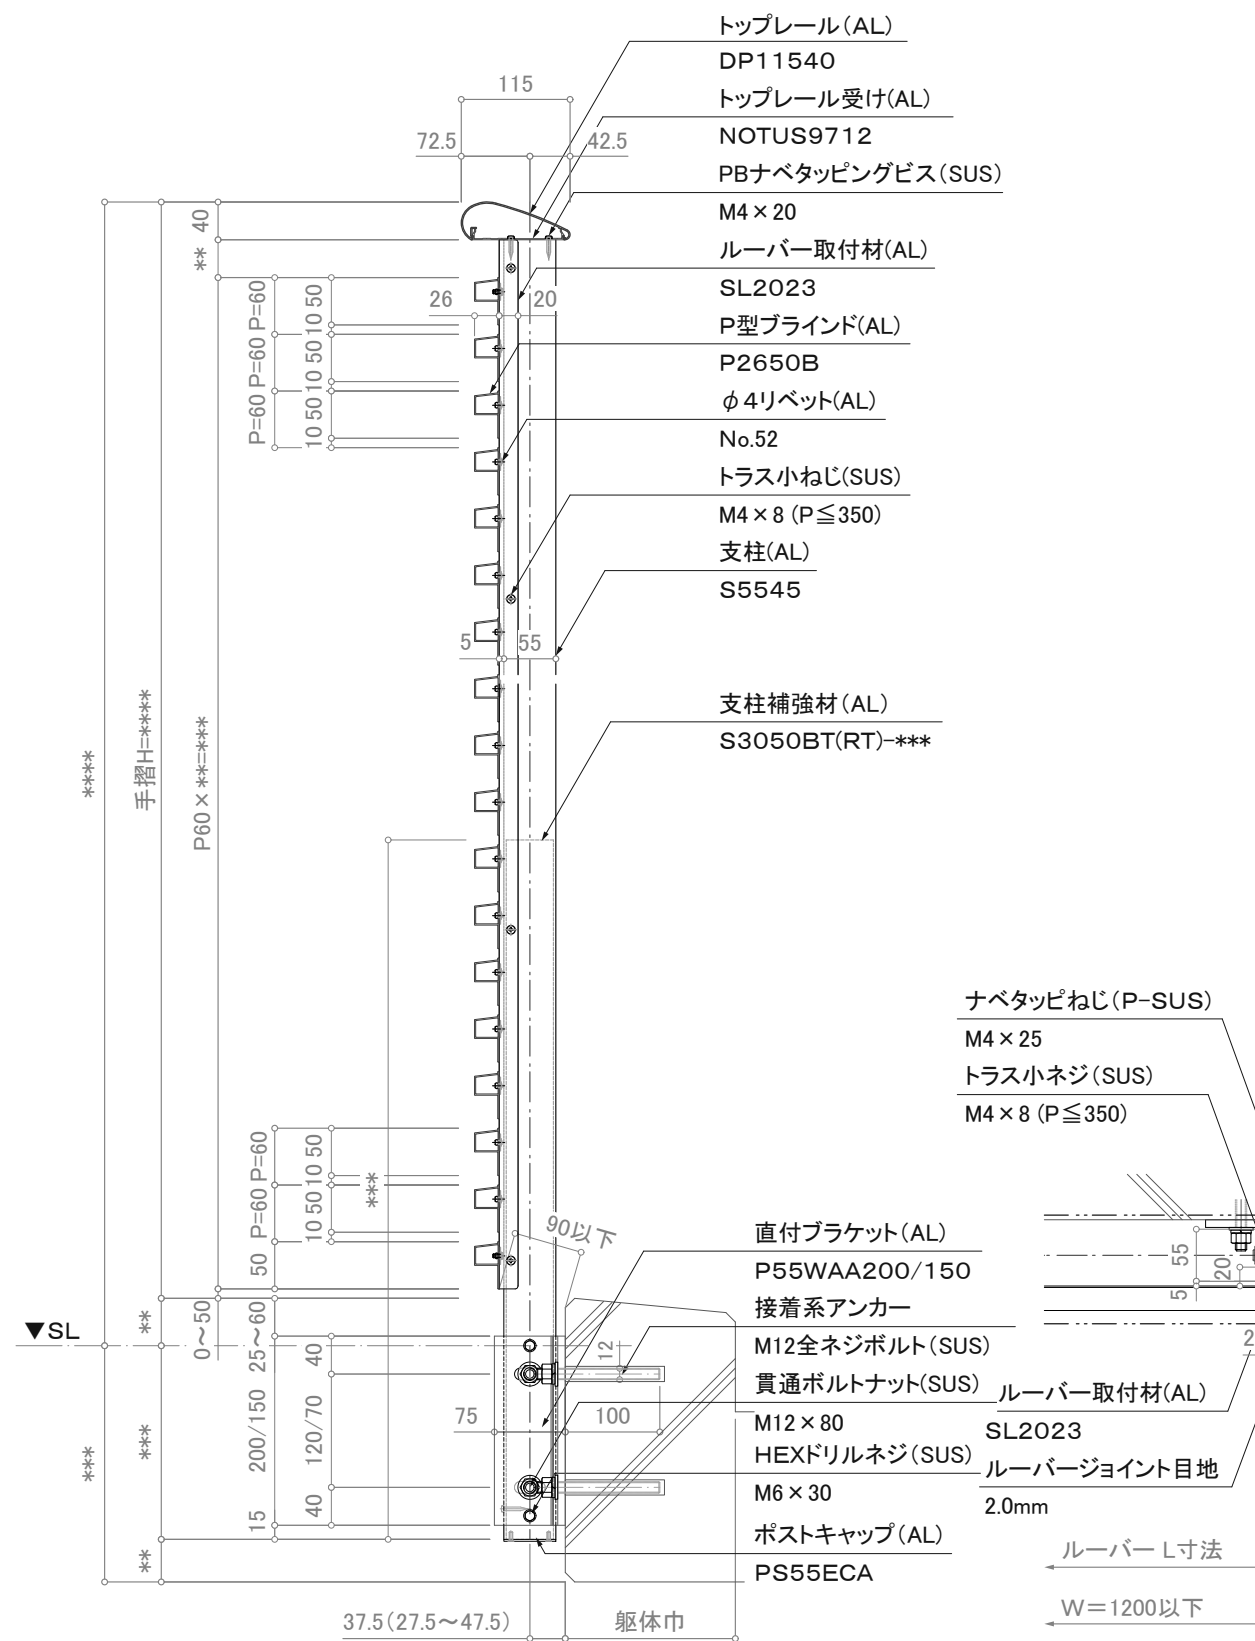 トップレール(AL)
DP11540
トップレール受け(AL)
NOTUS9712
PBナベタッピングビス(SUS)
M4×20
ルーバー取付材(AL)
SL2023
P型ブラインド(AL)
P2650B
φ4リベット(AL)
No.52
トラス小ねじ(SUS)
M4×8 (P≦350)
支柱(AL)
S5545
支柱補強材(AL)
S3050BT(RT)-***
115
72.5
42.5
40
**
P=60
P=60
P=60
10 50
10 50
10 50
26
20
5
55
****
手摺H=****
P60×**=****
***
P=60
P=60
50
10 50
10 50
90以下
▼SL
**
***
***
**
0~50
25~60
200/150
15
40
120/70
40
75
12
100
37.5(27.5~47.5)
躯体巾
直付ブラケット(AL)
P55WAA200/150
接着系アンカー
M12全ネジボルト(SUS)
貫通ボルトナット(SUS)
M12×80
HEXドリルネジ(SUS)
M6×30
ポストキャップ(AL)
PS55ECA
ナベタッピねじ(P-SUS)
M4×25
トラス小ネジ(SUS)
M4×8 (P≦350)
55
20
5
2
ルーバー取付材(AL)
SL2023
ルーバージョイント目地
2.0mm
ルーバー L寸法
W=1200以下